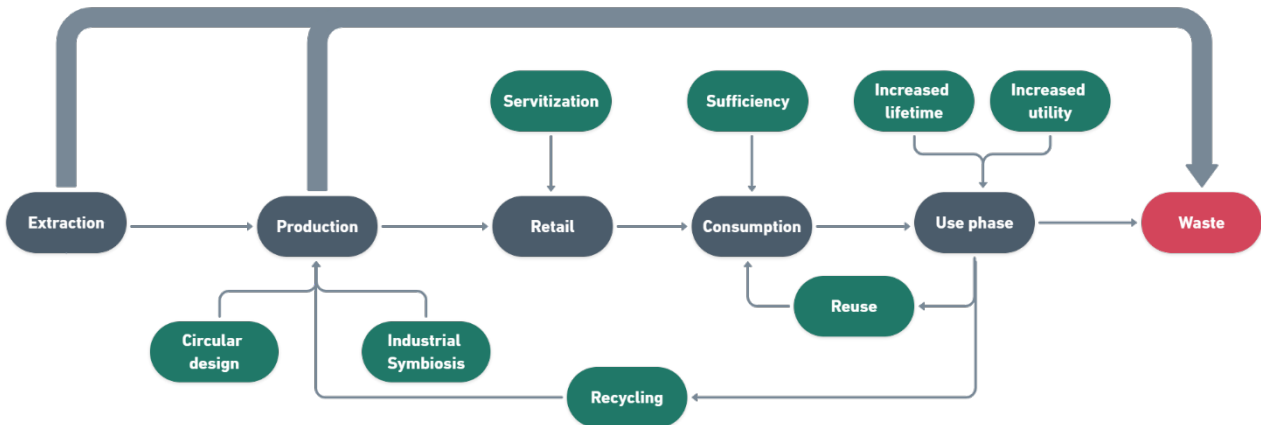 Servitization
Sufficiency
Increased
lifetime
Increased
utility
Extraction
Production
Retail
Consumption
Use phase
Waste
Reuse
Circular
design
Industrial
Symbiosis
Recycling